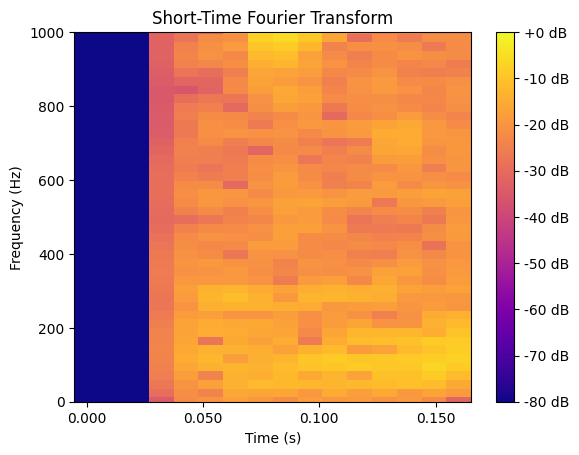 Short-Time Fourier Transform
Frequency (Hz)
1000
800
600
400
200
0
0.000
0.050
0.100
0.150
Time (s)
+0 dB
-10 dB
-20 dB
-30 dB
-40 dB
-50 dB
-60 dB
-70 dB
-80 dB